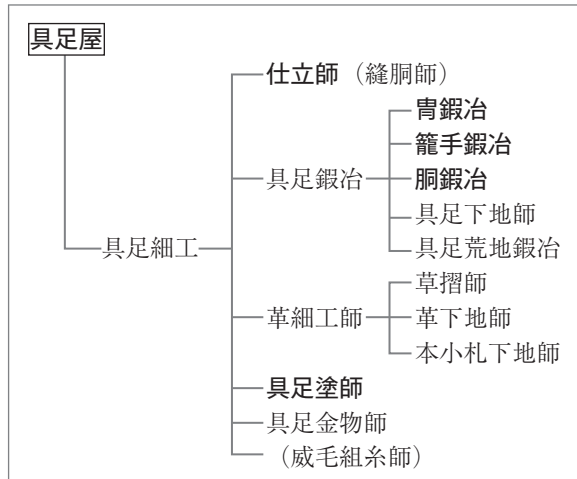 具足屋
仕立師（縫胴師）
冑鍛冶
籠手鍛冶
具足鍛冶
胴鍛冶
具足下地師
具足細工
具足荒地鍛冶
草摺師
革細工師
革下地師
本小札下地師
具足塗師
具足金物師
（威毛組糸師）